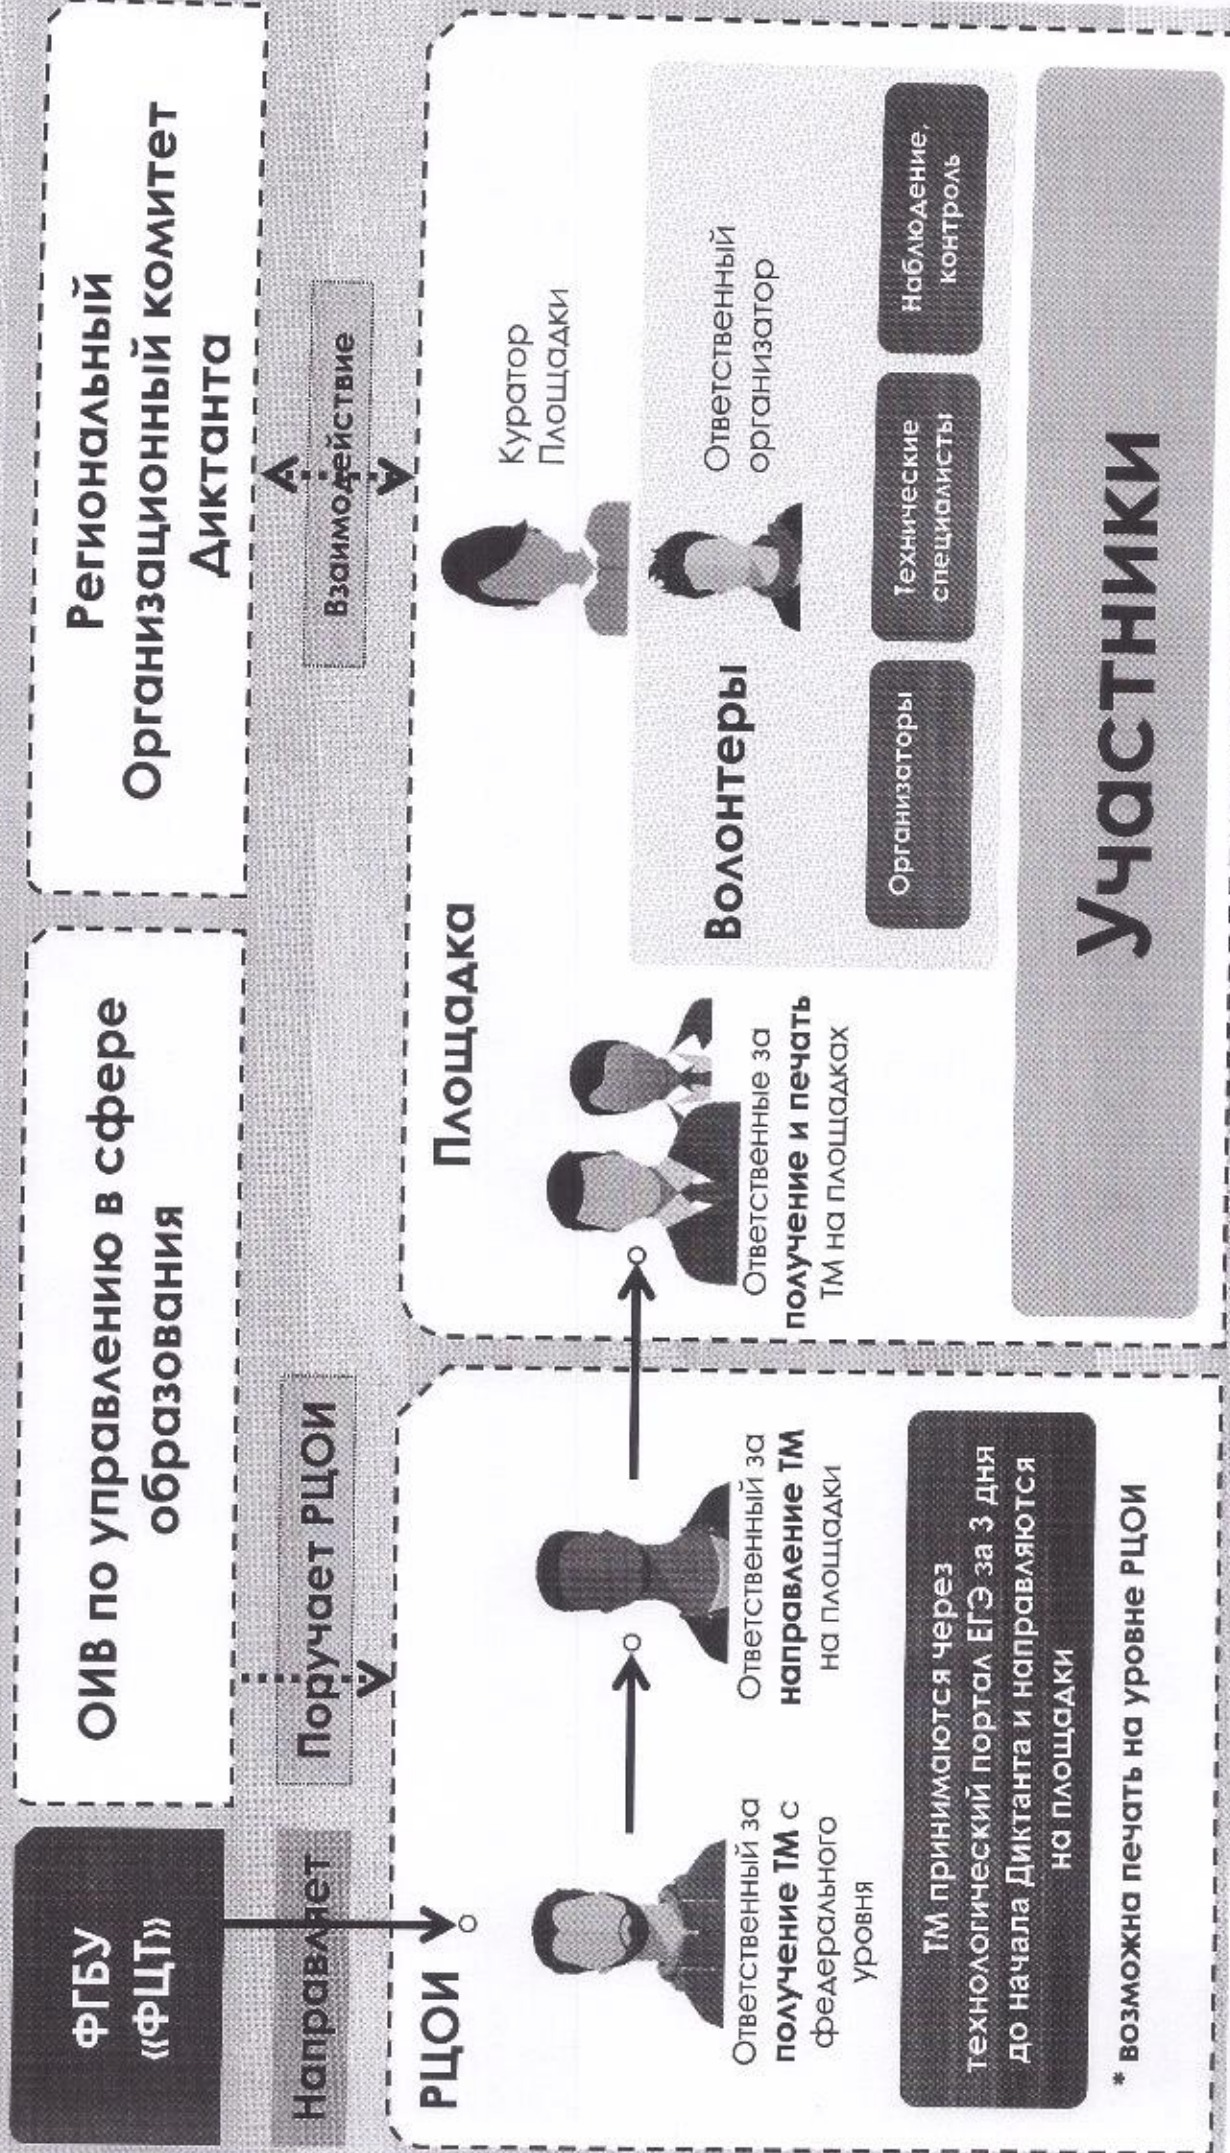 ФГБУ
«ФЦТ»
ОИВ по управлению в сфере
образования
Региональный
Организационный комитет
Диктанта
Направляет
Поручает РЦОИ
Взаимодействие
РЦОИ
Ответственный за
получение ТМ с
федерального
уровня
Ответственный за
направление ТМ
на площадки
ТМ принимаются через
технологический портал ЕГЭ за 3 дня
до начала Диктанта и направляются
на площадки
* возможна печать на уровне РЦОИ
Площадка
Ответственные за
получение и печать
ТМ на площадках
Куратор
Площадки
Волонтеры
Ответственный
организатор
Организаторы
Технические
специалисты
Наблюдение,
контроль
Участники